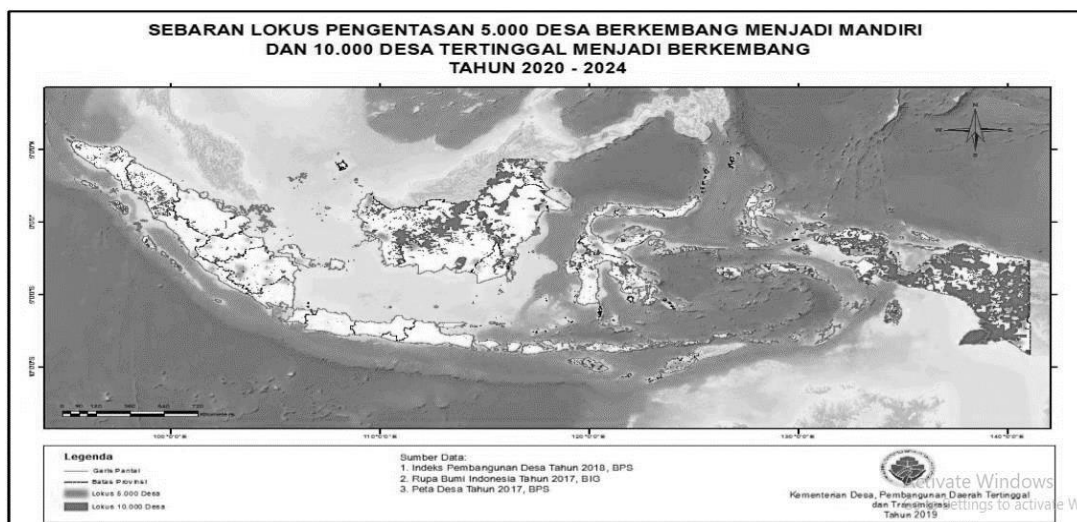 SEBARAN LOKUS PENGENTASAN 5.000 DESA BERKEMBANG MENJADI MANDIRI
DAN 10.000 DESA TERTINGGAL MENJADI BERKEMBANG
TAHUN 2020 - 2024
Legenda
Garis Pantai
Batas Provinsi
Lokus 5.000 Desa
Lokus 10,000 Desa
Sumber Data:
1. Indeks Pembangunan Desa Tahun 2018, BPS
2. Rupa Bumi Indonesia Tahun 2017, BIG
3. Peta Desa Tahun 2017, BPS
Kementerian Desa, Pembangunan Daerah Tertinggal
dan Transmigrasi
Tahun 2019
Activate Windows
settings to activate W